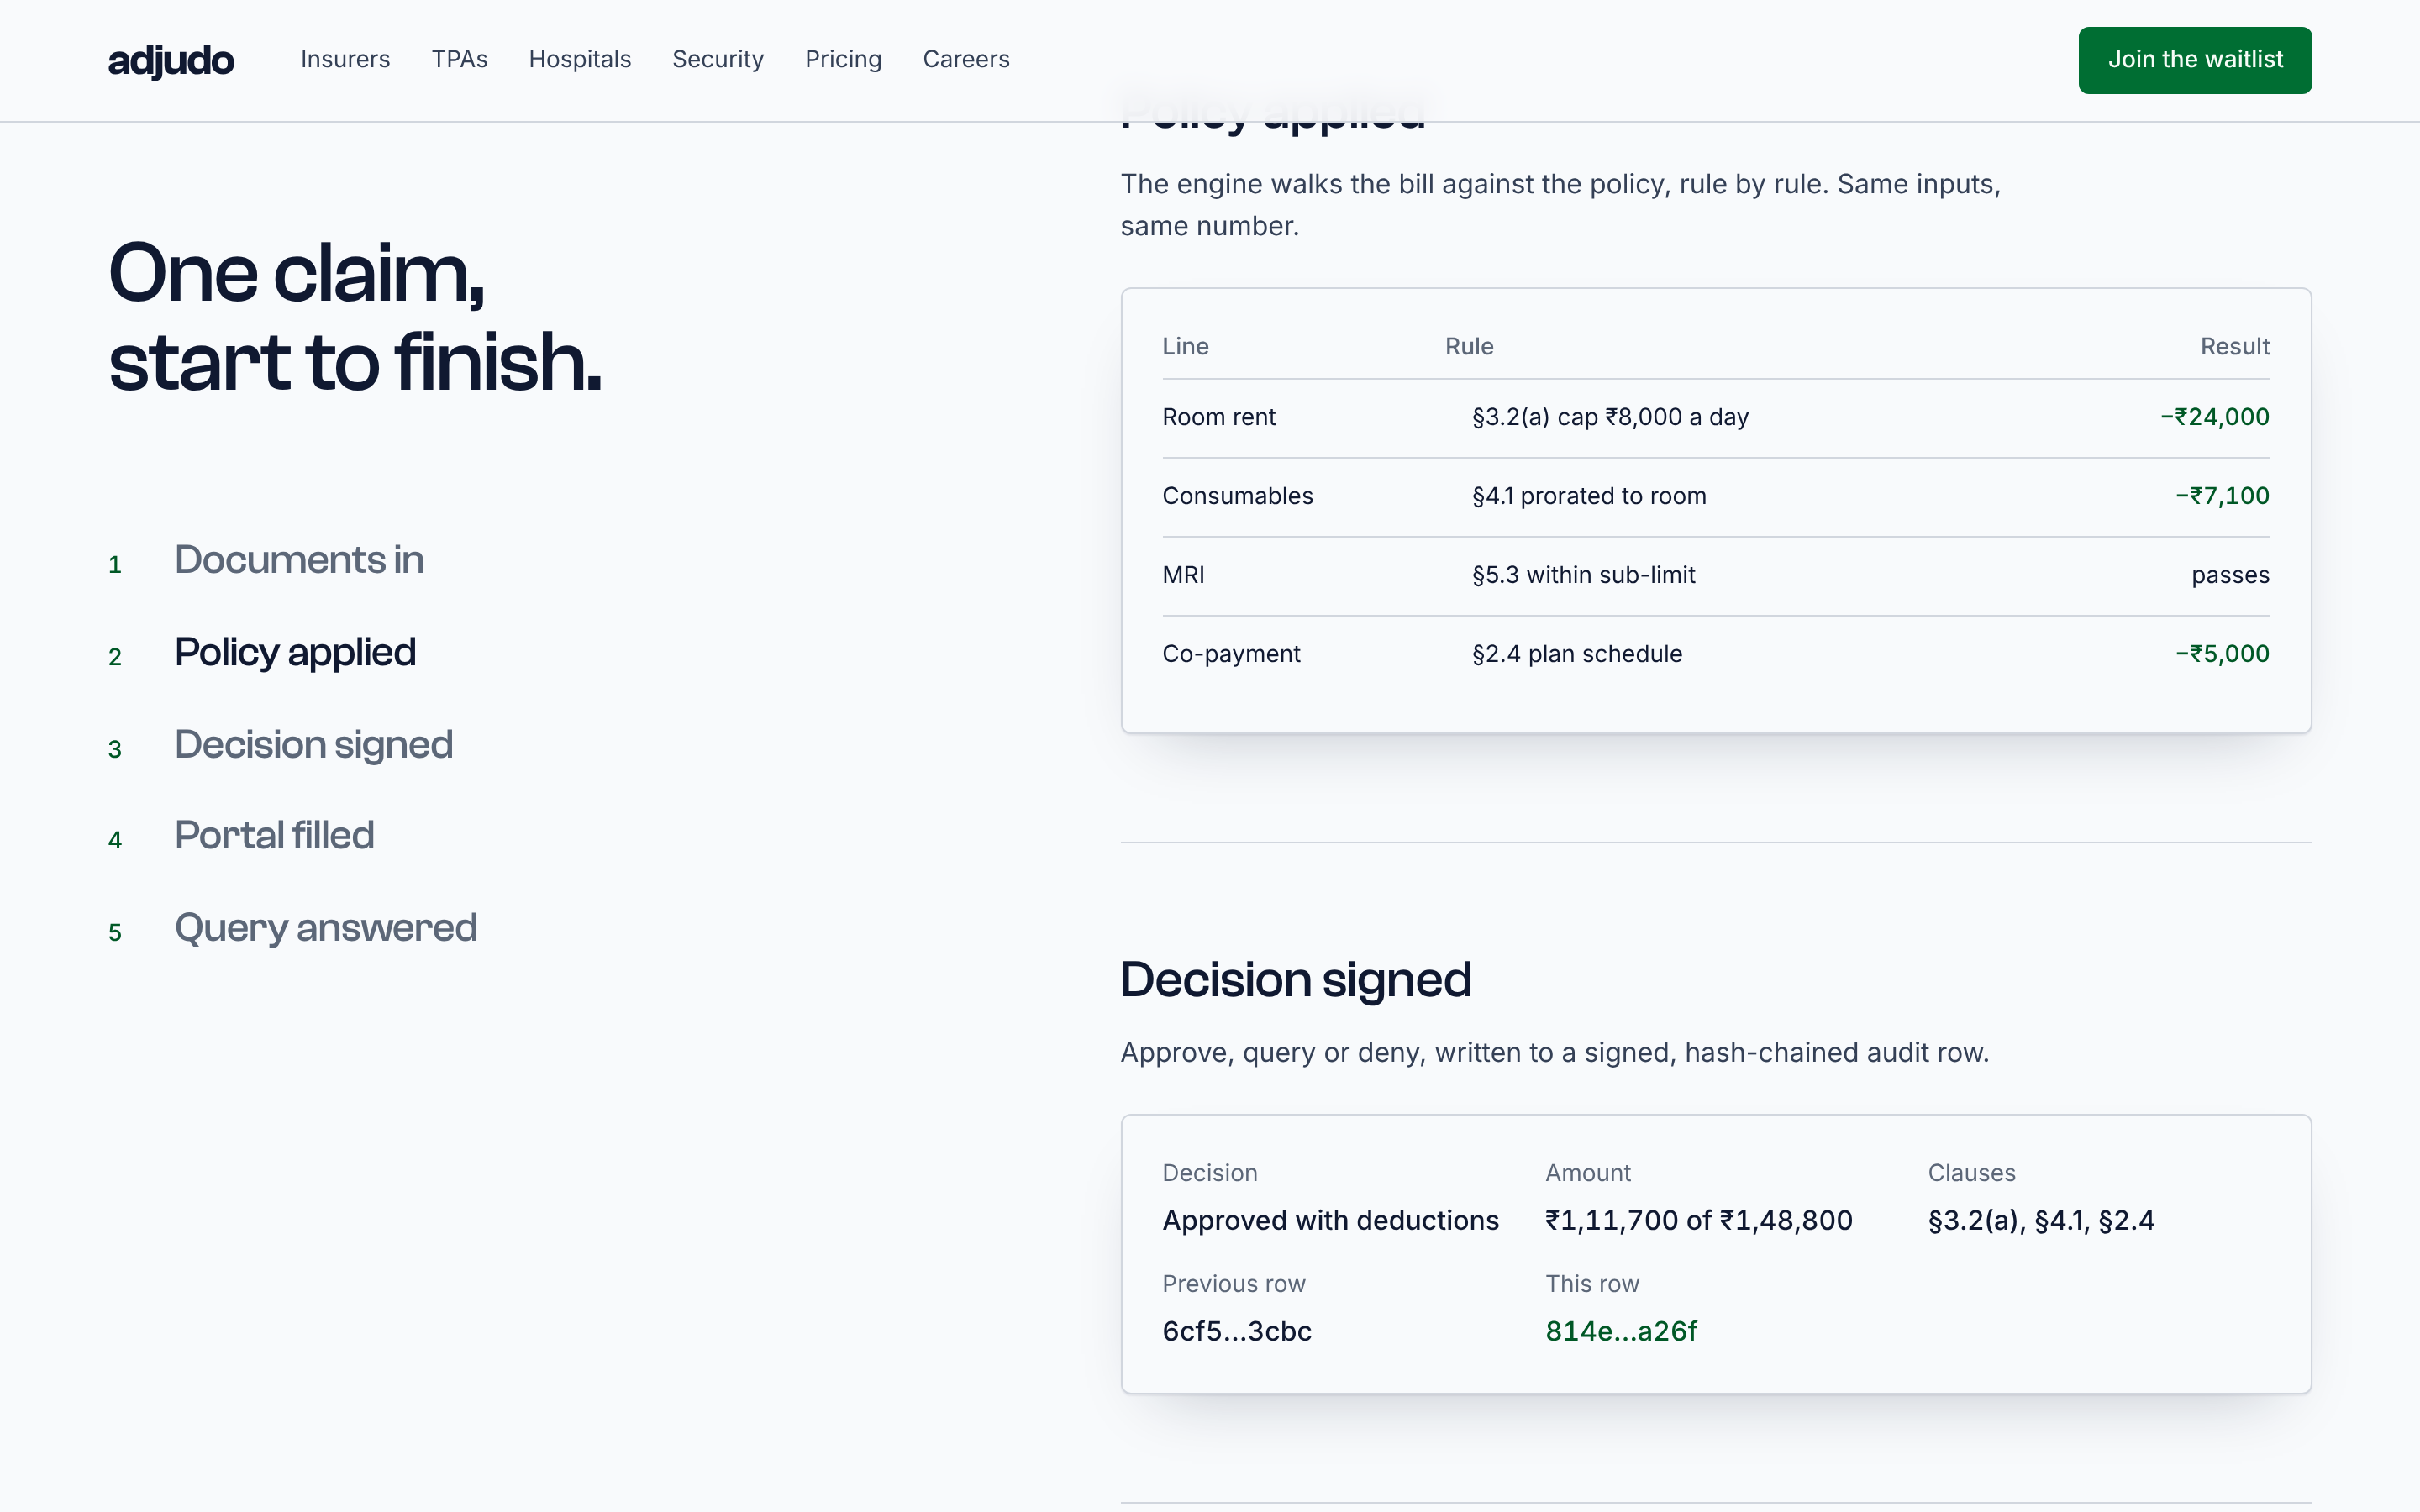 adjudo
Insurers TPAs Hospitals Security Pricing Careers
Join the waitlist
One claim,
start to finish.
1 Documents in
2 Policy applied
3 Decision signed
4 Portal filled
5 Query answered
Policy applied
The engine walks the bill against the policy, rule by rule. Same inputs,
same number.
Line Rule Result
Room rent §3.2(a) cap ₹8,000 a day −₹24,000
Consumables §4.1 prorated to room −₹7,100
MRI §5.3 within sub-limit passes
Co-payment §2.4 plan schedule −₹5,000
Decision signed
Approve, query or deny, written to a signed, hash-chained audit row.
Decision Amount Clauses
Approved with deductions ₹1,11,700 of ₹1,48,800 §3.2(a), §4.1, §2.4
Previous row This row
6cf5…3cbc 814e…a26f